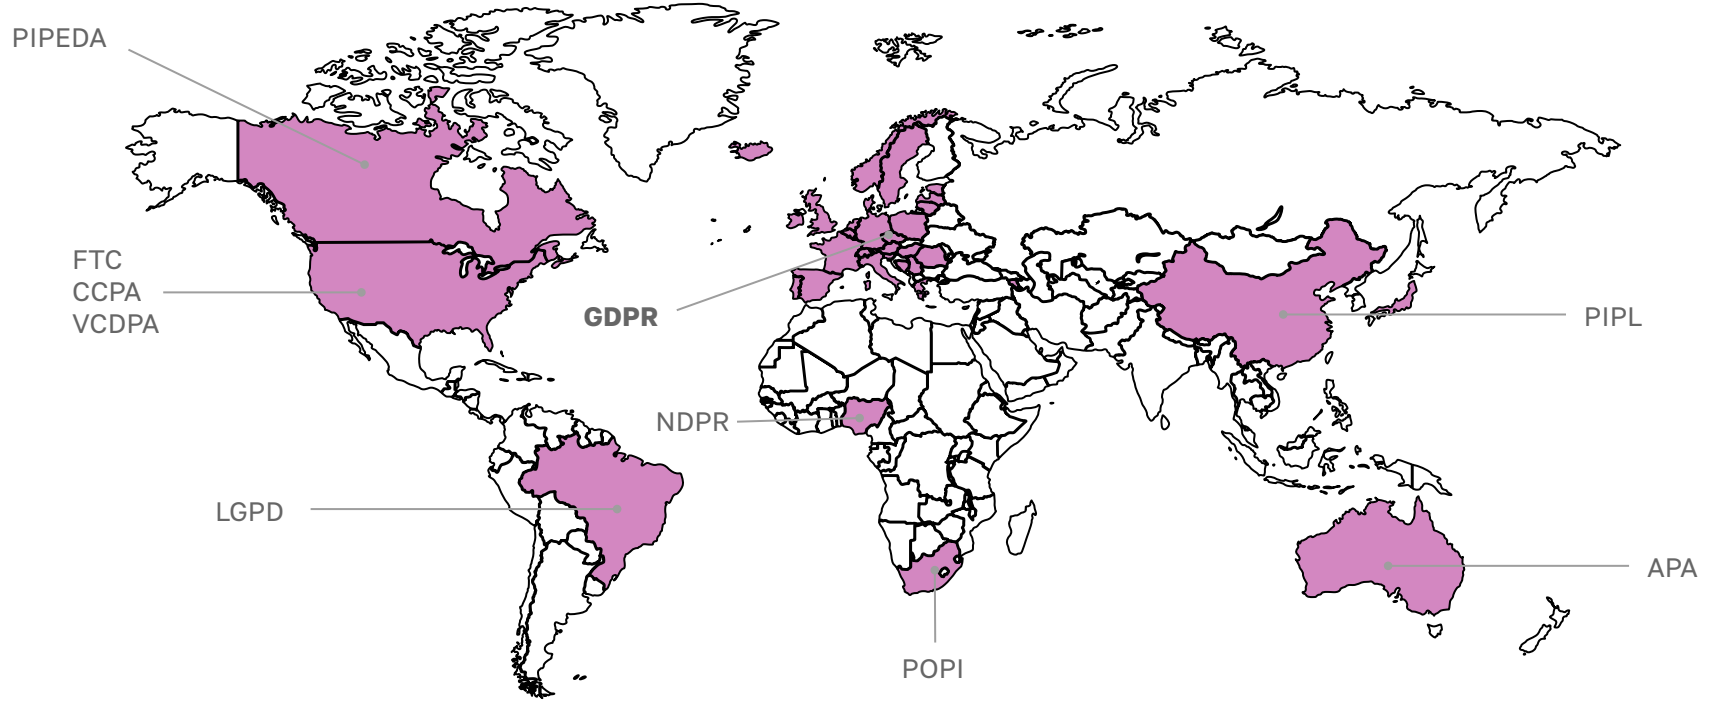 PIPEDA
FTC
CCPA
VCDPA
GDPR
PIPL
NDPR
LGPD
APA
POPI